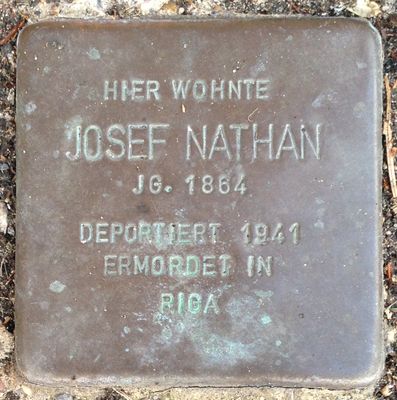 HIER WOHNTE
JOSEF NATHAN
JG. 1864
DEPORTIERT 1941
ERMORDET IN
RIGA